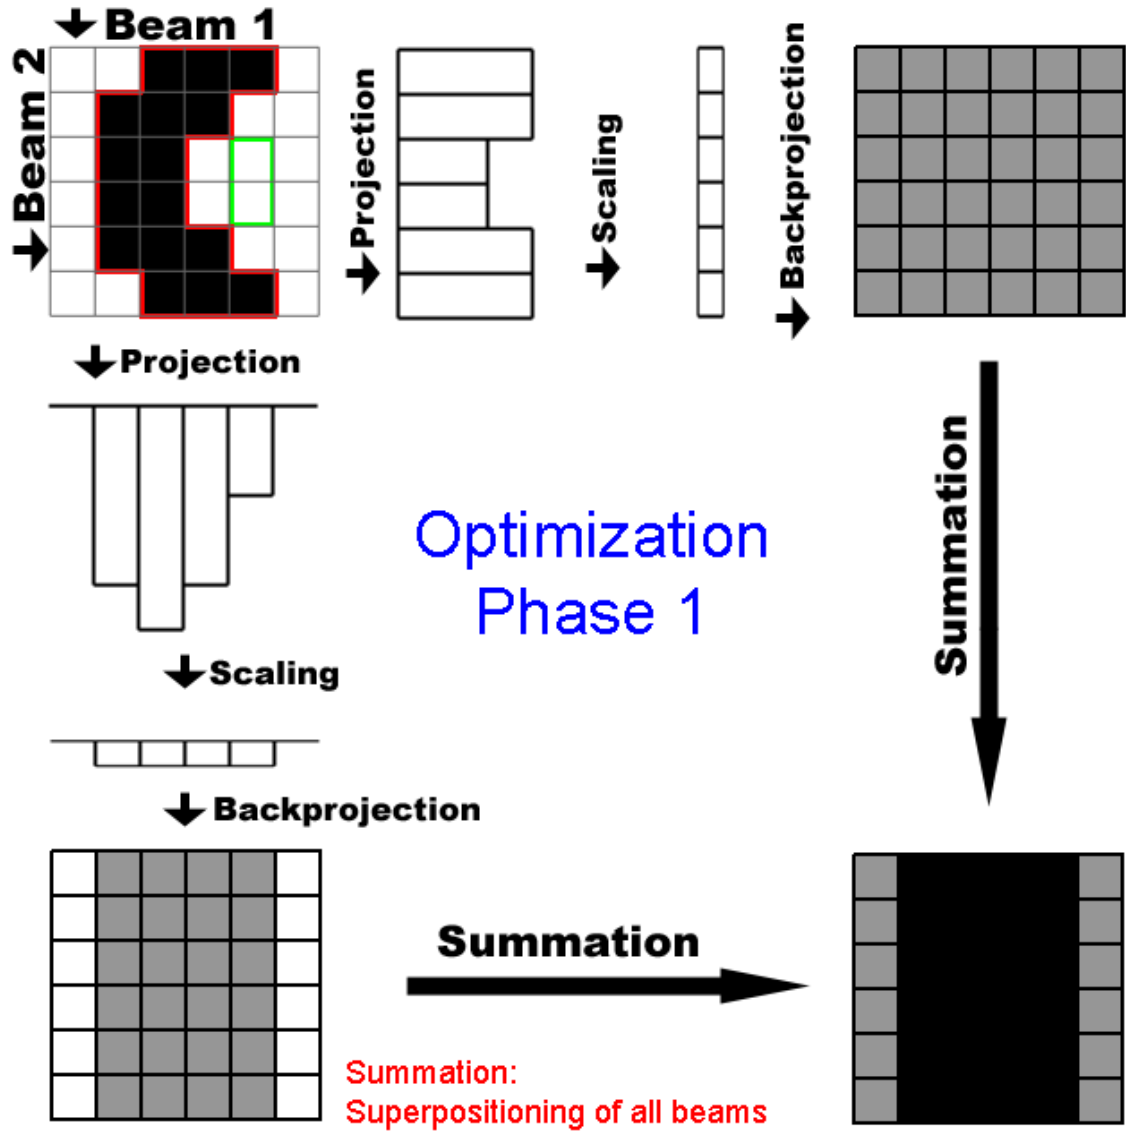 Beam 1
Beam 2
Projection
Scaling
Backprojection
Projection
Optimization
Phase 1
Summation
Scaling
Backprojection
Summation
Summation:
Superpositioning of all beams